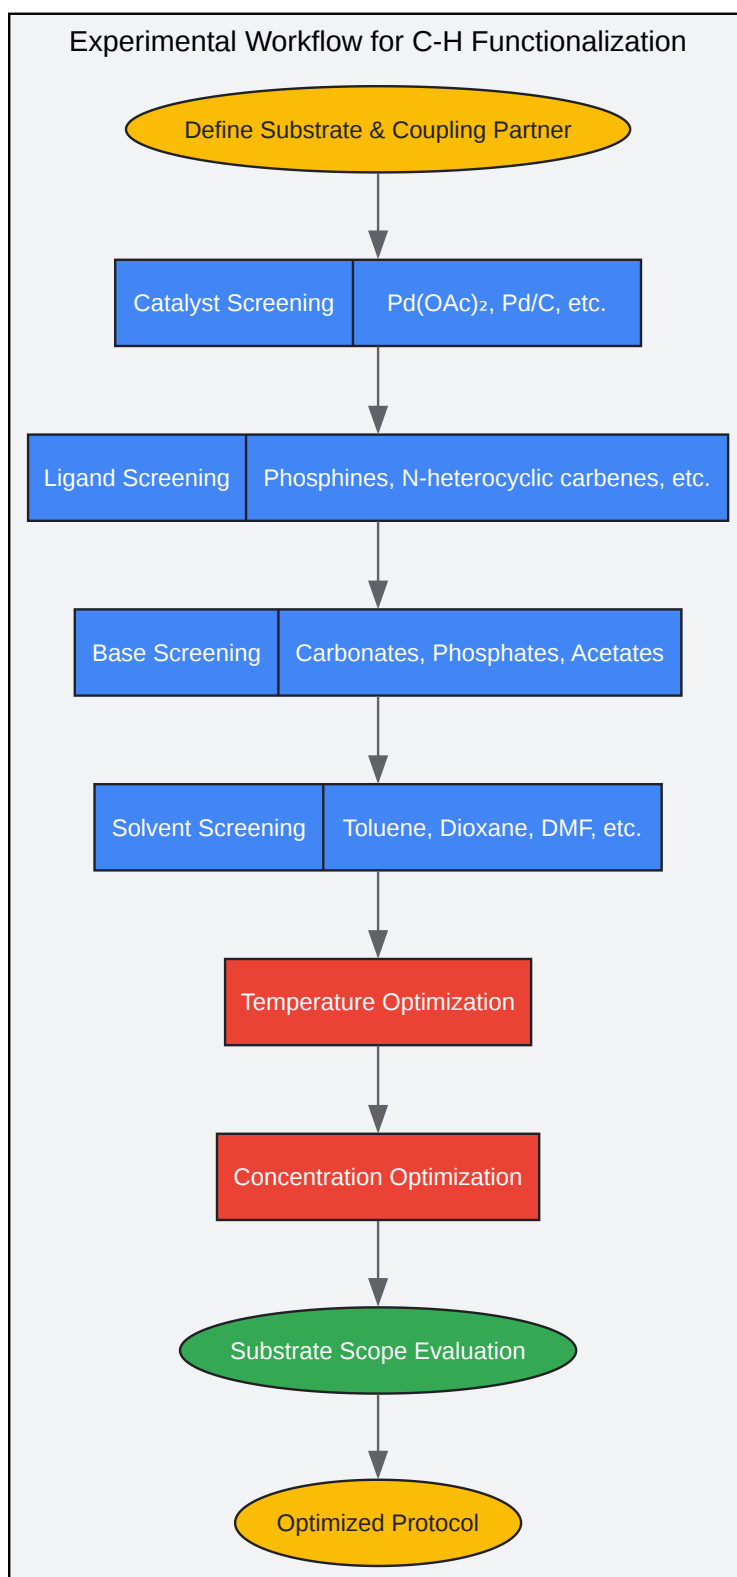 Experimental Workflow for C-H Functionalization
Define Substrate & Coupling Partner
Catalyst Screening
Pd(OAc)₂, Pd/C, etc.
Ligand Screening
Phosphines, N-heterocyclic carbenes, etc.
Base Screening
Carbonates, Phosphates, Acetates
Solvent Screening
Toluene, Dioxane, DMF, etc.
Temperature Optimization
Concentration Optimization
Substrate Scope Evaluation
Optimized Protocol